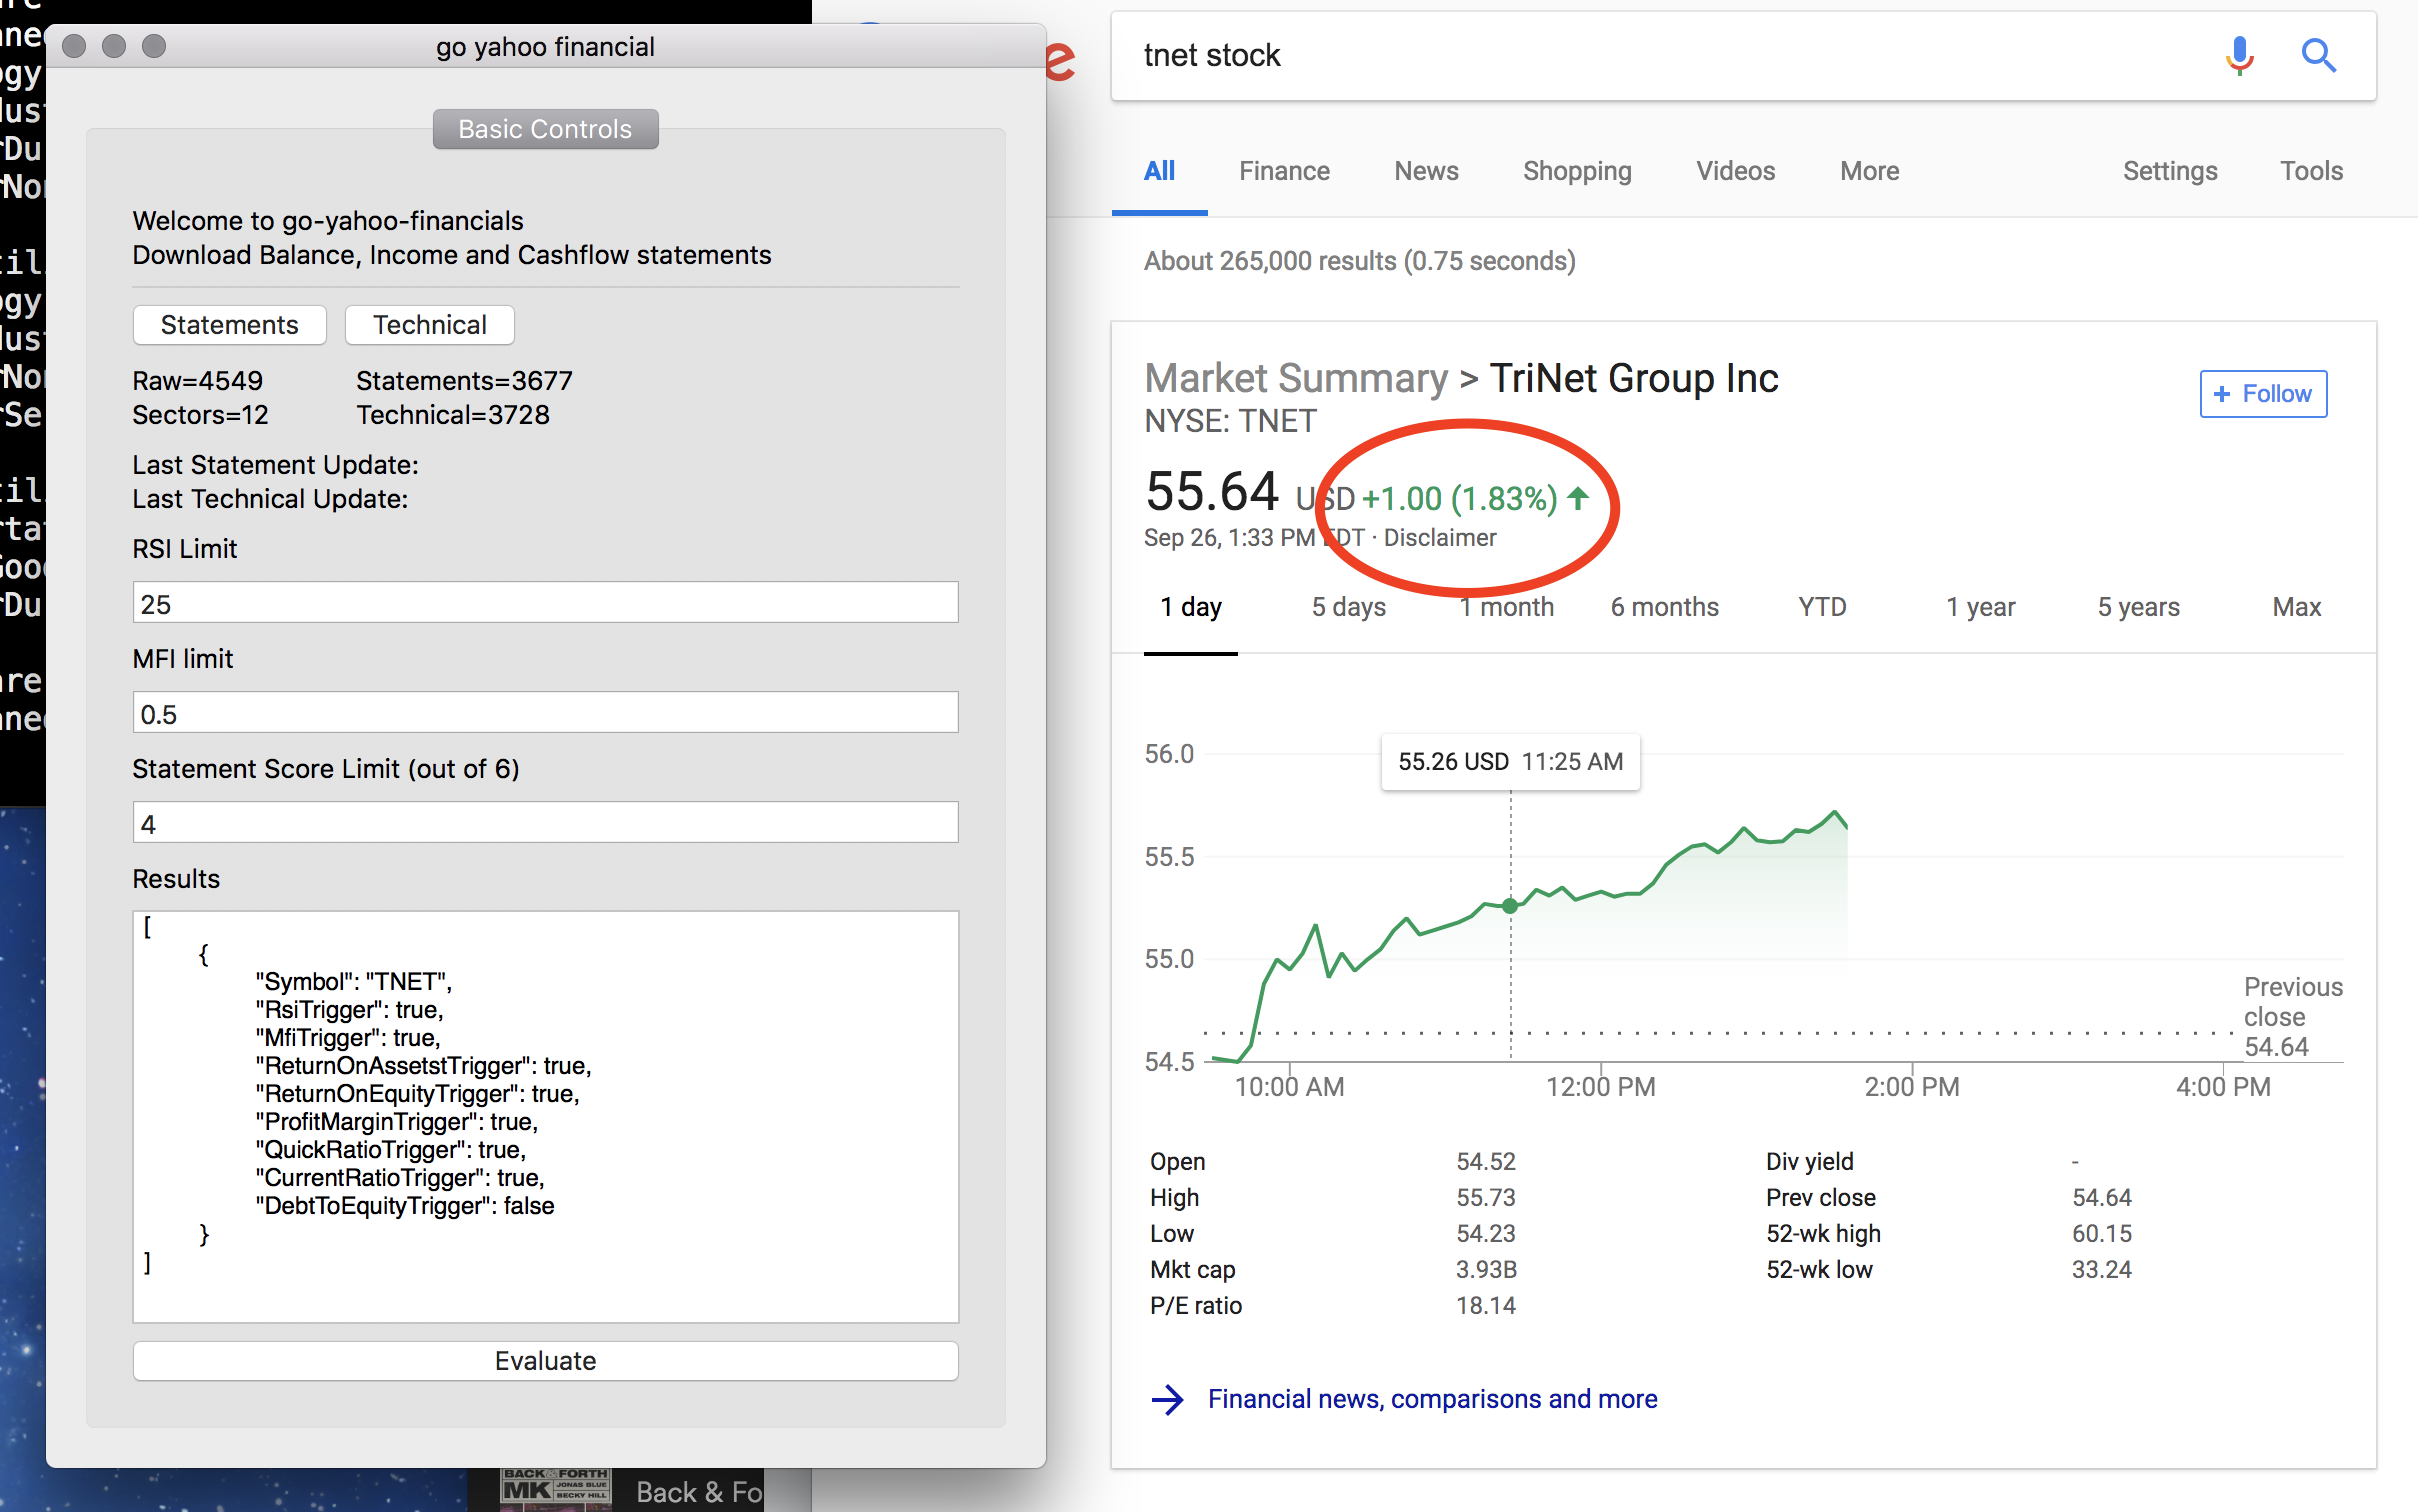 go yahoo financial
Basic Controls
Welcome to go-yahoo-financials
Download Balance, Income and Cashflow statements
Statements Technical
Raw=4549 Statements=3677
Sectors=12 Technical=3728
Last Statement Update:
Last Technical Update:
RSI Limit
25
MFI limit
0.5
Statement Score Limit (out of 6)
4
Results
[
{
"Symbol": "TNET",
"RsiTrigger": true,
"MfiTrigger": true,
"ReturnOnAssetstTrigger": true,
"ReturnOnEquityTrigger": true,
"ProfitMarginTrigger": true,
"QuickRatioTrigger": true,
"CurrentRatioTrigger": true,
"DebtToEquityTrigger": false
}
]
Evaluate
BACK & FORTH
MK JONAS BLUE
BECKY HILL
Back & Fo
e
tnet stock
All Finance News Shopping Videos More Settings Tools
About 265,000 results (0.75 seconds)
Market Summary > TriNet Group Inc
+ Follow
NYSE: TNET
55.64 USD +1.00 (1.83%)
Sep 26, 1:33 PM EDT · Disclaimer
1 day 5 days 1 month 6 months YTD 1 year 5 years Max
55.26 USD 11:25 AM
56.0
55.5
55.0
54.5
Previous
close
54.64
10:00 AM 12:00 PM 2:00 PM 4:00 PM
Open 54.52 Div yield -
High 55.73 Prev close 54.64
Low 54.23 52-wk high 60.15
Mkt cap 3.93B 52-wk low 33.24
P/E ratio 18.14
Financial news, comparisons and more